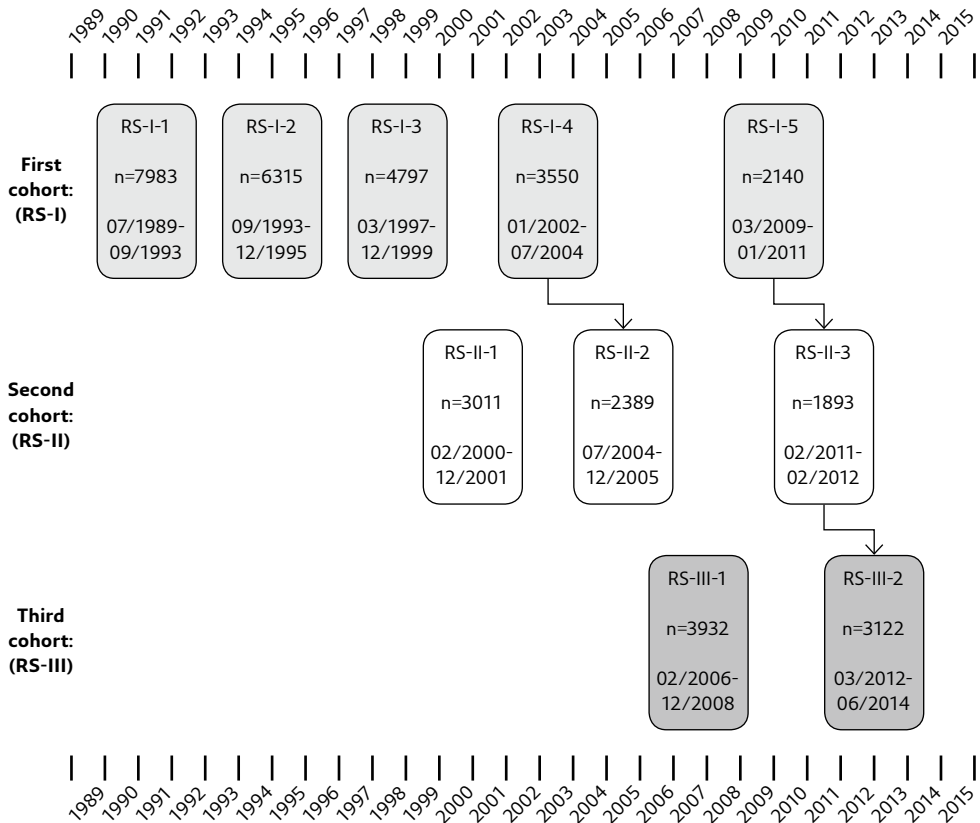 1989 1990 1991 1992 1993 1994 1995 1996 1997 1998 1999 2000 2001 2002 2003 2004 2005 2006 2007 2008 2009 2010 2011 2012 2013 2014 2015
First
cohort:
(RS-I)
RS-I-1
n=7983
07/1989-
09/1993
RS-I-2
n=6315
09/1993-
12/1995
RS-I-3
n=4797
03/1997-
12/1999
RS-I-4
n=3550
01/2002-
07/2004
RS-I-5
n=2140
03/2009-
01/2011
Second
cohort:
(RS-II)
RS-II-1
n=3011
02/2000-
12/2001
RS-II-2
n=2389
07/2004-
12/2005
RS-II-3
n=1893
02/2011-
02/2012
Third
cohort:
(RS-III)
RS-III-1
n=3932
02/2006-
12/2008
RS-III-2
n=3122
03/2012-
06/2014
1989 1990 1991 1992 1993 1994 1995 1996 1997 1998 1999 2000 2001 2002 2003 2004 2005 2006 2007 2008 2009 2010 2011 2012 2013 2014 2015